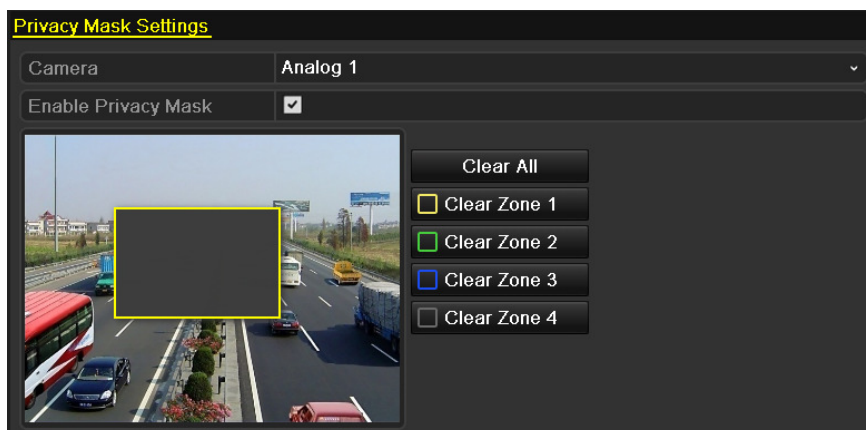 Privacy Mask Settings
Camera Analog 1
Enable Privacy Mask
Clear All
Clear Zone 1
Clear Zone 2
Clear Zone 3
Clear Zone 4